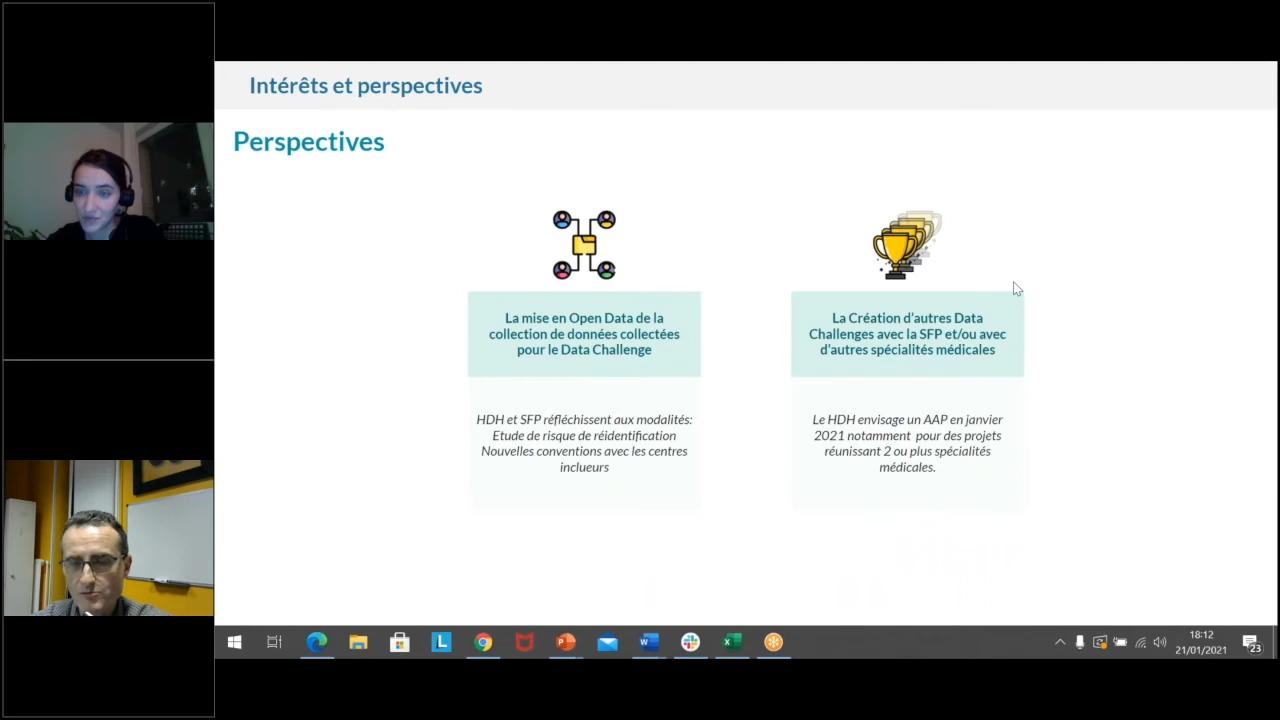 Intérêts et perspectives
Perspectives
La mise en Open Data de la
collection de données collectées
pour le Data Challenge
HDH et SFP réfléchissent aux modalités:
Etude de risque de réidentification
Nouvelles conventions avec les centres
inclueurs
La Création d'autres Data
Challenges avec la SFP et/ou avec
d'autres spécialités médicales
Le HDH envisage un AAP en janvier
2021 notamment pour des projets
réunissant 2 ou plus spécialités
médicales.
L
18:12
21/01/2021
23